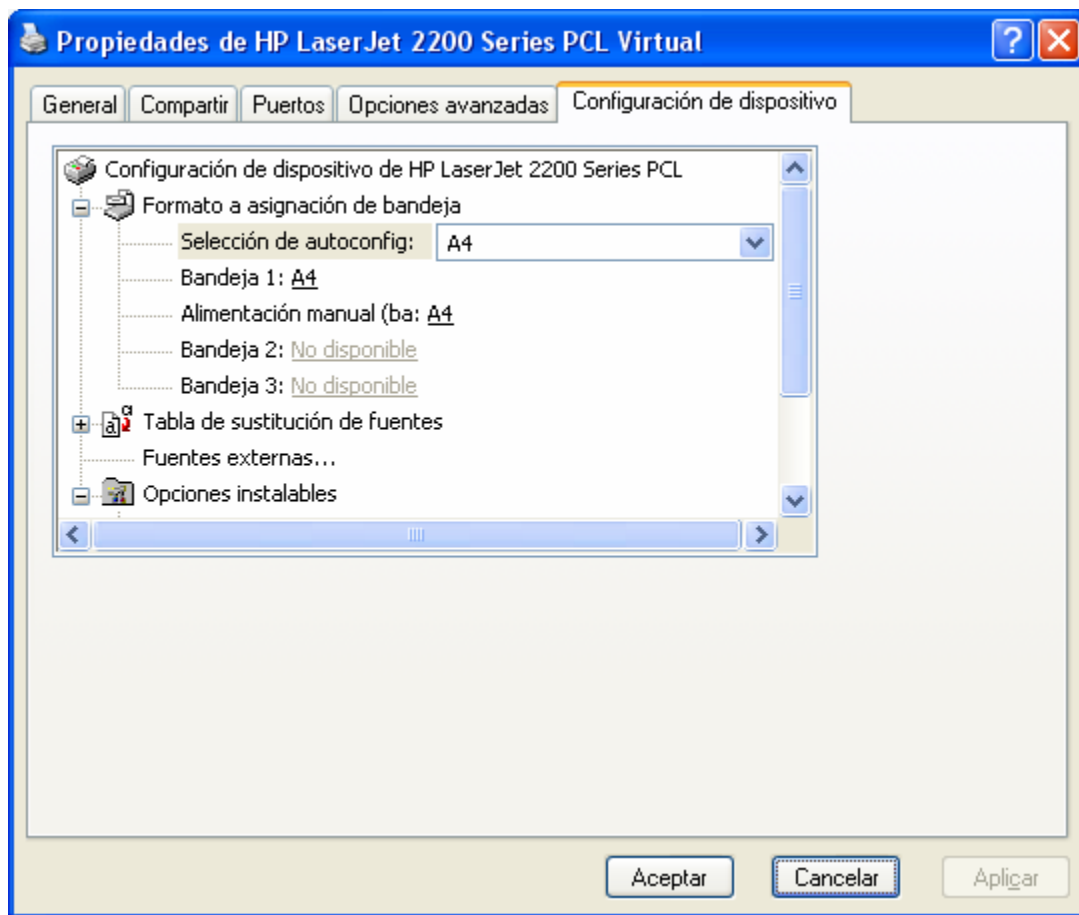 Propiedades de HP LaserJet 2200 Series PCL Virtual
General Compartir Puertos Opciones avanzadas Configuración de dispositivo
Configuración de dispositivo de HP LaserJet 2200 Series PCL
Formato a asignación de bandeja
Selección de autoconfig: A4
Bandeja 1: A4
Alimentación manual (ba: A4
Bandeja 2: No disponible
Bandeja 3: No disponible
Tabla de sustitución de fuentes
Fuentes externas...
Opciones instalables
Aceptar Cancelar Aplicar